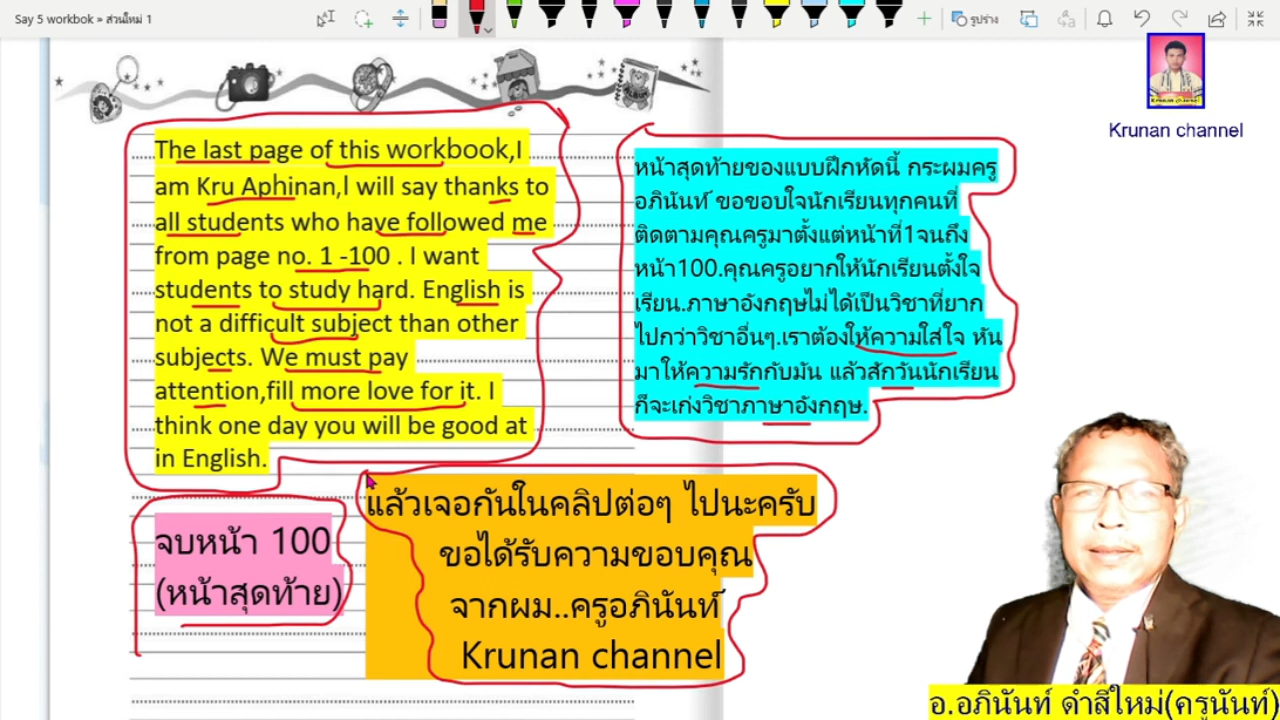 Say 5 workbok » ส่วนใหม่ 1
รูปร่าง
Krunan channel
The last page of this workbook,I
am Kru Aphinan,I will say thanks to
all students who have followed me
from page no. 1 -100 . I want
students to study hard. English is
not a difficult subject than other
subjects. We must pay
attention,fill more love for it. I
think one day you will be good at
in English.
หน้าสุดท้ายของแบบฝึกหัดนี้ กระผมครู
อภินันท์ ขอขอบใจนักเรียนทุกคนที่
ติดตามคุณครูมาตั้งแต่หน้าที่1จนถึง
หน้า100.คุณครูอยากให้นักเรียนตั้งใจ
เรียน.ภาษาอังกฤษไม่ได้เป็นวิชาที่ยาก
ไปกว่าวิชาอื่นๆ.เราต้องให้ความใส่ใจ หัน
มาให้ความรักกับมัน แล้วสักวันนักเรียน
ก็จะเก่งวิชาภาษาอังกฤษ.
จบหน้า 100
(หน้าสุดท้าย)
แล้วเจอกันในคลิปต่อๆ ไปนะครับ
ขอได้รับความขอบคุณ
จากผม..ครูอภินันท์
Krunan channel
อ.อภินันท์ ดำสีใหม่(ครูนันท์)